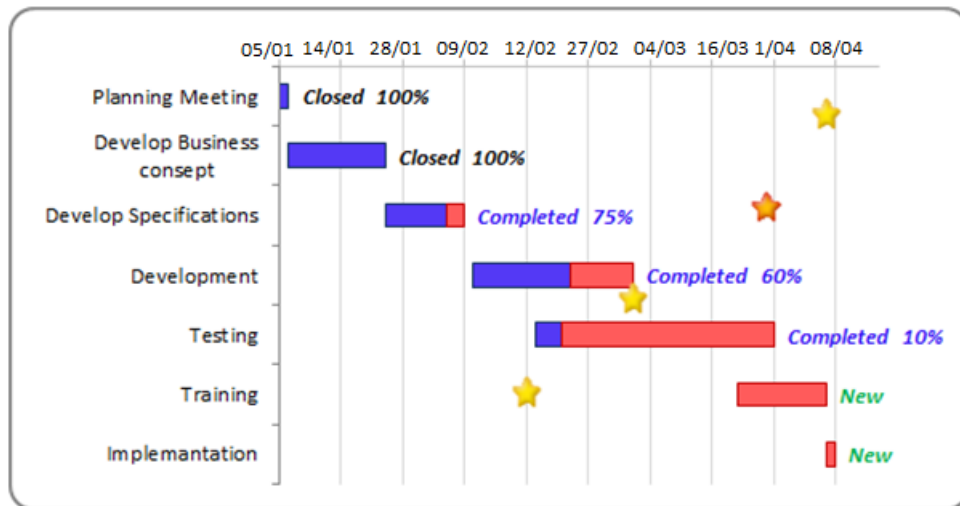 05/01 14/01 28/01 09/02 12/02 27/02 04/03 16/03 1/04 08/04
Planning Meeting Closed 100%
Develop Business
consept
Closed 100%
Develop Specifications Completed 75%
Development Completed 60%
Testing Completed 10%
Training New
Implemantation New